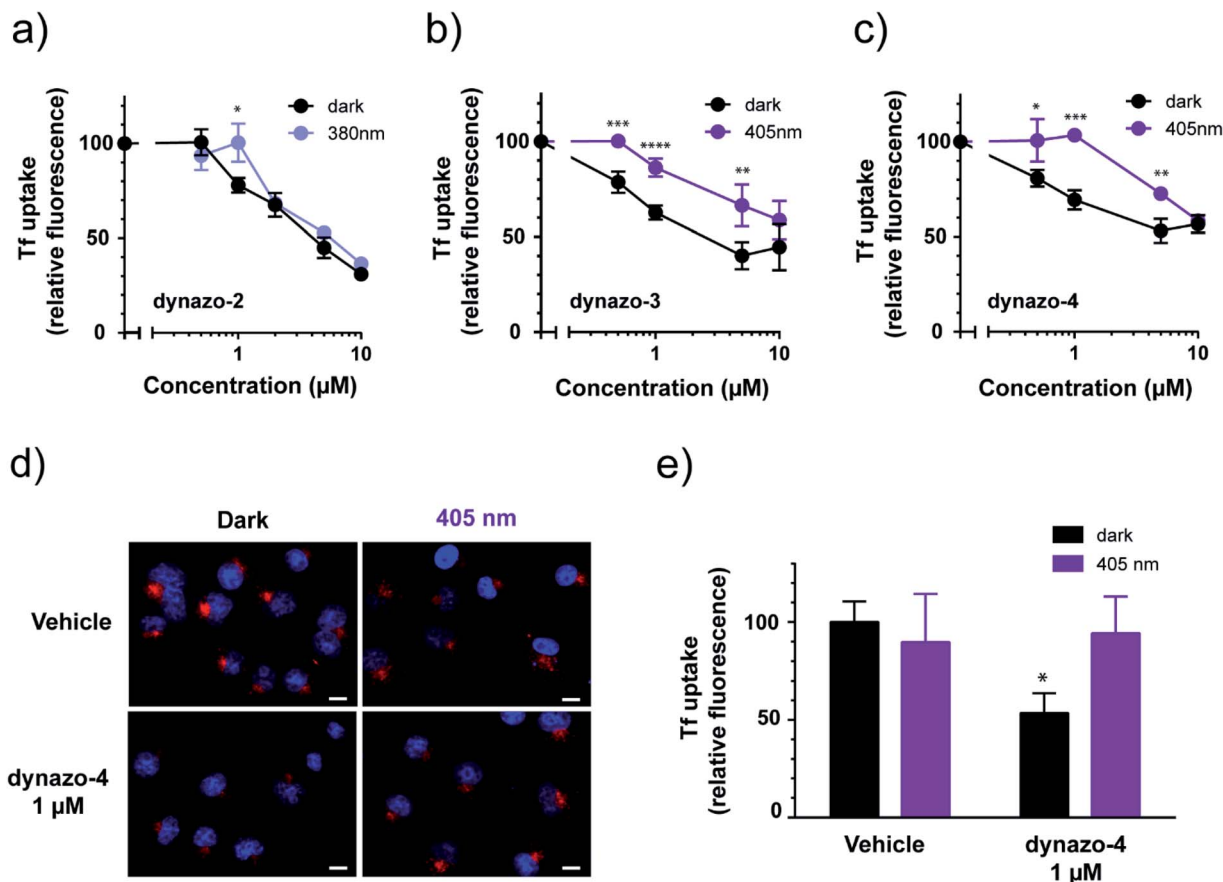 a)
*
dark
380nm
100
50
0
Tf uptake
(relative fluorescence)
dynazo-2
1
10
Concentration (µM)
b)
***
****
**
dark
405nm
100
50
0
Tf uptake
(relative fluorescence)
dynazo-3
1
10
Concentration (µM)
c)
*
***
**
dark
405nm
100
50
0
Tf uptake
(relative fluorescence)
dynazo-4
1
10
Concentration (µM)
d)
Dark
405 nm
Vehicle
dynazo-4
1 µM
e)
dark
405 nm
100
50
0
Tf uptake
(relative fluorescence)
*
Vehicle
dynazo-4
1 µM